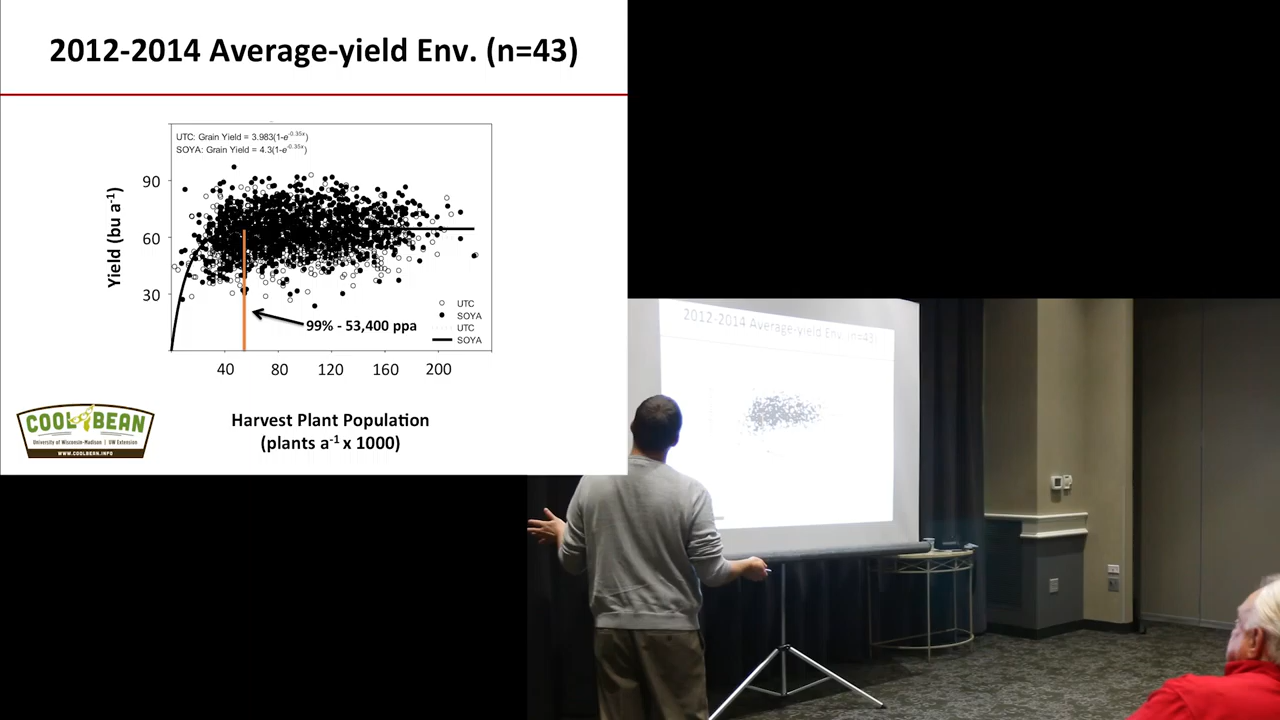 2012-2014 Average-yield Env. (n=43)
UTC: Grain Yield = 3.983(1-e^-0.35x)
SOYA: Grain Yield = 4.3(1-e^-0.35x)
Yield (bu a^-1)
90
60
30
UTC
SOYA
UTC
SOYA
99% - 53,400 ppa
40 80 120 160 200
Harvest Plant Population
(plants a^-1 x 1000)
COOL BEAN
University of Wisconsin-Madison | UW Extension
WWW.COOLBEAN.INFO
2012-2014 Average-yield Env. (n=43)